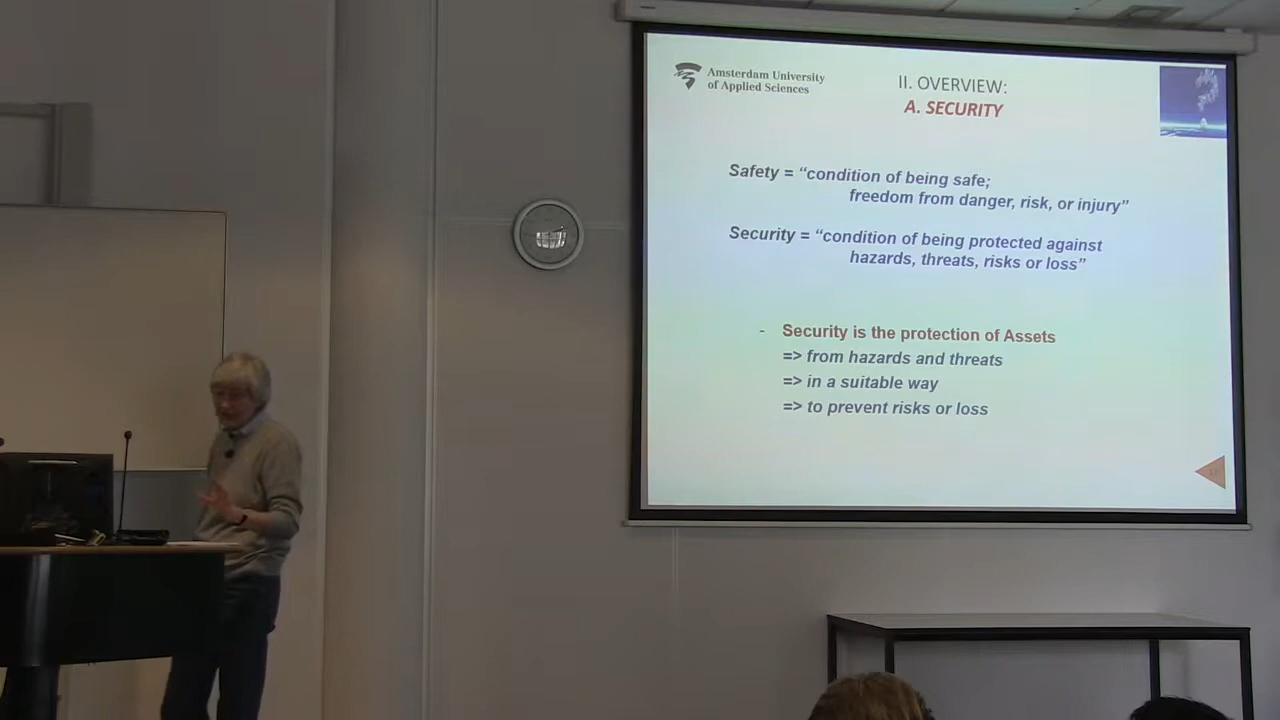 Amsterdam University
of Applied Sciences
II. OVERVIEW:
A. SECURITY
Safety = “condition of being safe;
freedom from danger, risk, or injury”
Security = “condition of being protected against
hazards, threats, risks or loss”
- Security is the protection of Assets
=> from hazards and threats
=> in a suitable way
=> to prevent risks or loss